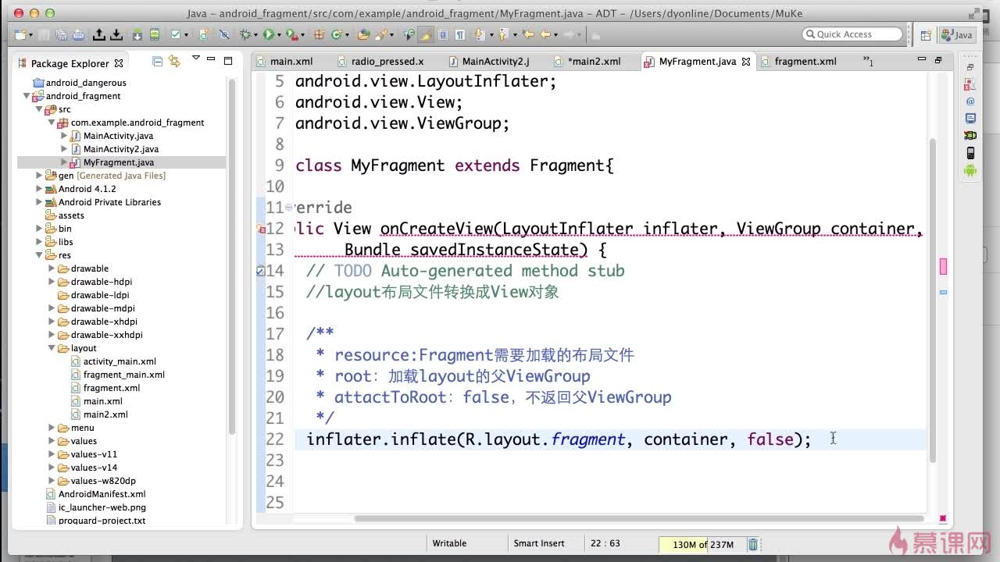 Java - android_fragment/src/com/example/android_fragment/MyFragment.java - ADT - /Users/dyonline/Documents/MuKe
Quick Access
Java
Package Explorer
main.xml
radio_pressed.x
MainActivity2.j
*main2.xml
MyFragment.java
fragment.xml
»1
android_dangerous
android_fragment
src
com.example.android_fragment
MainActivity.java
MainActivity2.java
MyFragment.java
gen [Generated Java Files]
Android 4.1.2
Android Private Libraries
assets
bin
libs
res
drawable
drawable-hdpi
drawable-ldpi
drawable-mdpi
drawable-xhdpi
drawable-xxhdpi
layout
activity_main.xml
fragment_main.xml
fragment.xml
main.xml
main2.xml
menu
values
values-v11
values-v14
values-w820dp
AndroidManifest.xml
ic_launcher-web.png
proguard-project.txt
5 android.view.LayoutInflater;
6 android.view.View;
7 android.view.ViewGroup;
8
9 class MyFragment extends Fragment{
10
11 erride
12 lic View onCreateView(LayoutInflater inflater, ViewGroup container,
13 Bundle savedInstanceState) {
14 // TODO Auto-generated method stub
15 //layout布局文件转换成View对象
16
17 /**
18 * resource:Fragment需要加载的布局文件
19 * root：加载layout的父ViewGroup
20 * attactToRoot：false，不返回父ViewGroup
21 */
22 inflater.inflate(R.layout.fragment, container, false);
23
24
25
Writable
Smart Insert
22 : 63
130M of 237M
慕课网